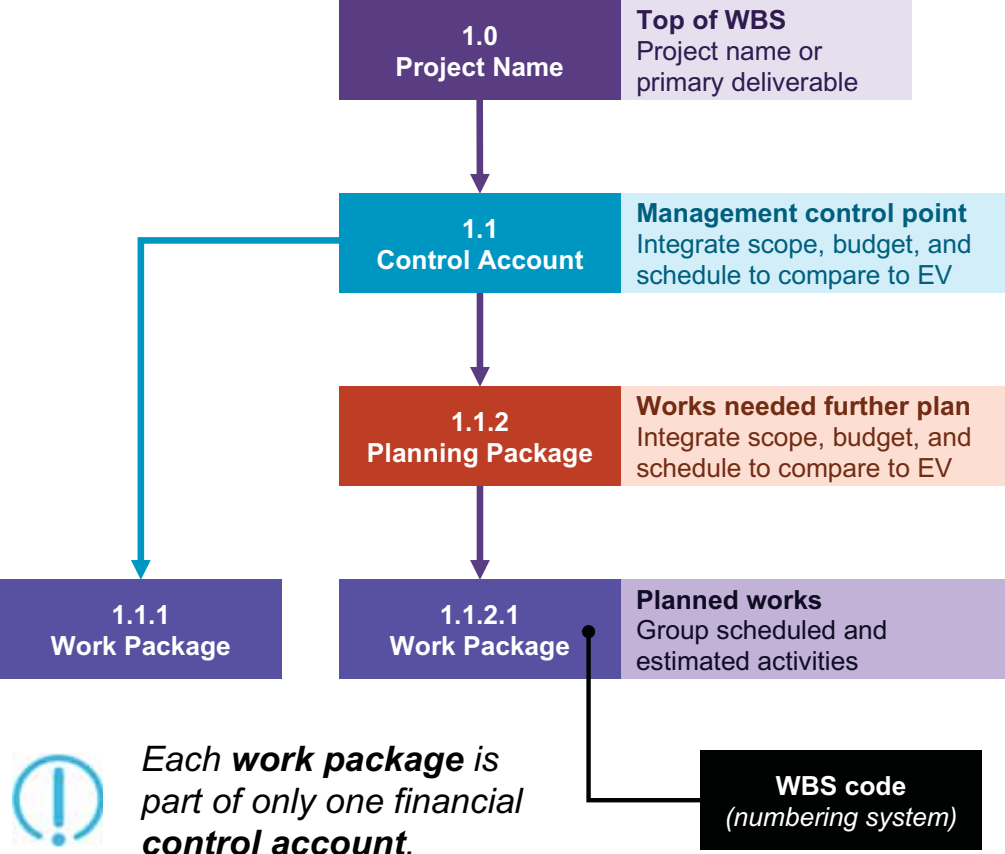 1.0
Project Name
Top of WBS
Project name or
primary deliverable
1.1
Control Account
Management control point
Integrate scope, budget, and
schedule to compare to EV
1.1.2
Planning Package
Works needed further plan
Integrate scope, budget, and
schedule to compare to EV
1.1.1
Work Package
1.1.2.1
Work Package
Planned works
Group scheduled and
estimated activities
Each work package is
part of only one financial
control account.
WBS code
(numbering system)